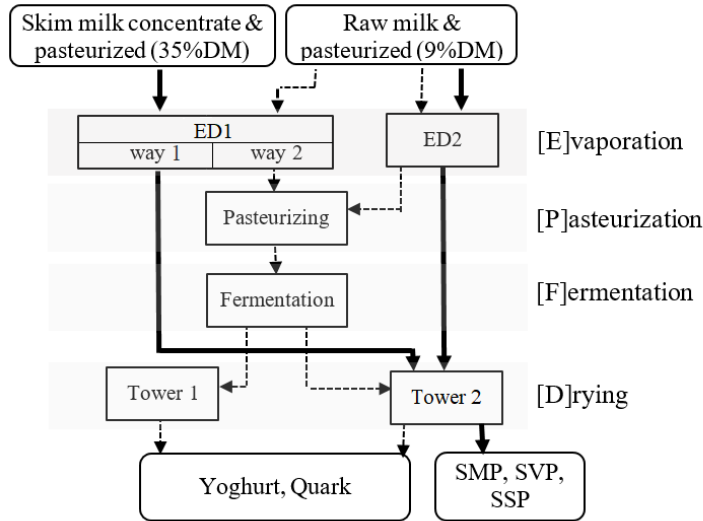 Skim milk concentrate &
pasteurized (35%DM)
Raw milk &
pasteurized (9%DM)
ED1
way 1
way 2
ED2
[E]vaporation
Pasteurizing
[P]asteurization
Fermentation
[F]ermentation
Tower 1
Tower 2
[D]rying
Yoghurt, Quark
SMP, SVP,
SSP